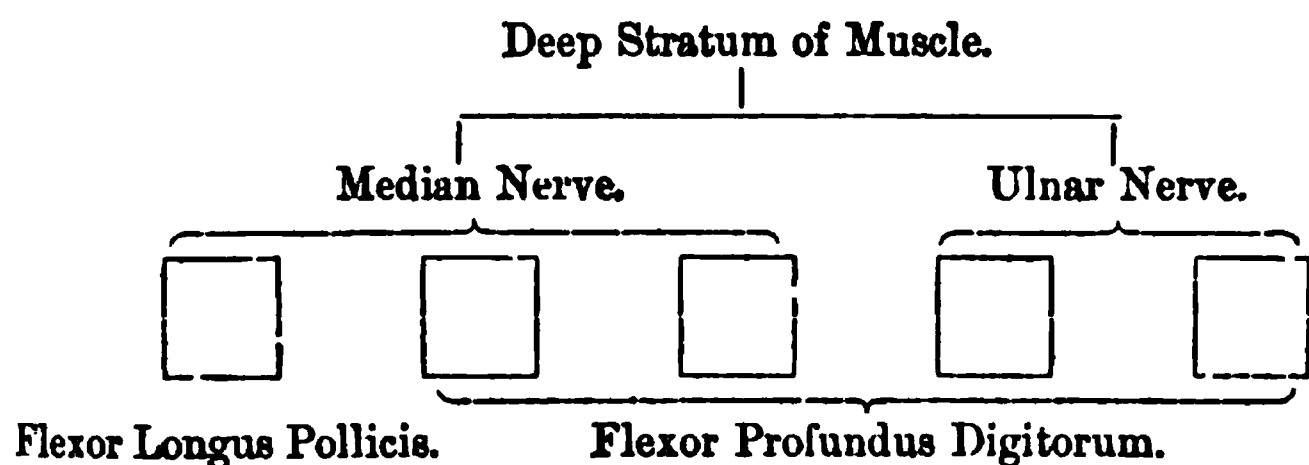 Deep Stratum of Muscle.
Median Nerve. Ulnar Nerve.
Flexor Longus Pollicis. Flexor Profundus Digitorum.